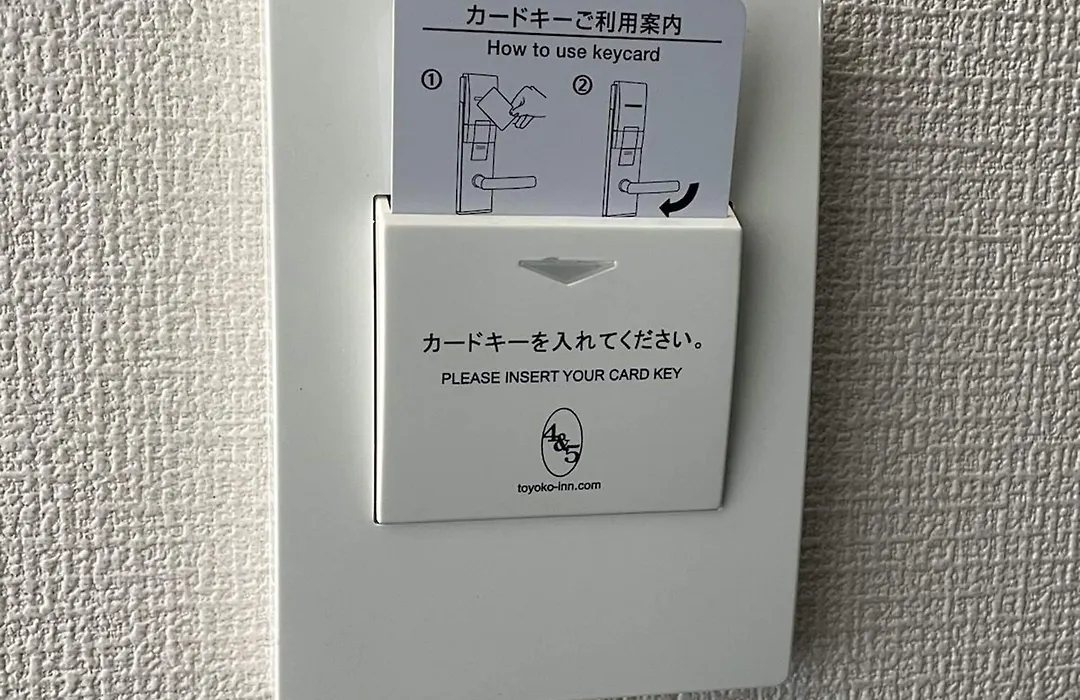 カードキーご利用案内
How to use keycard
① ②
カードキーを入れてください。
PLEASE INSERT YOUR CARD KEY
4&5
toyoko-inn.com